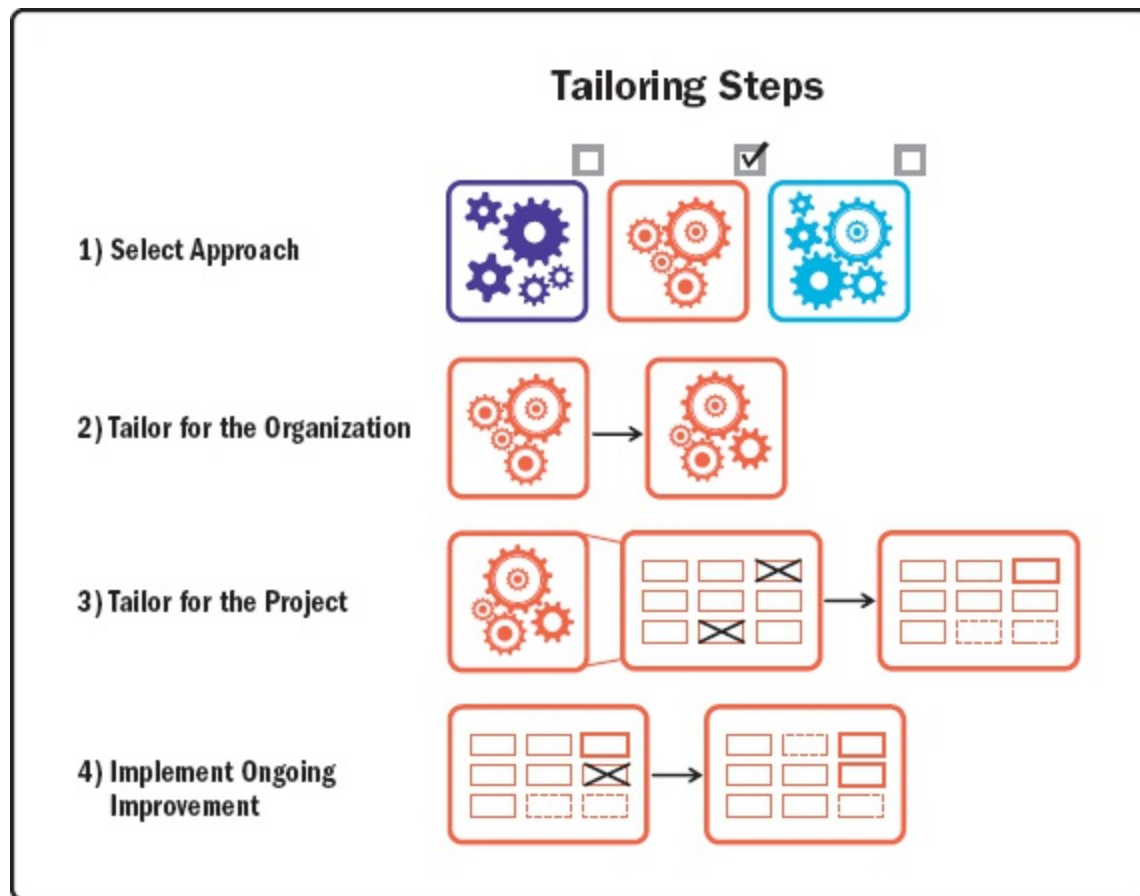 Tailoring Steps
1) Select Approach
2) Tailor for the Organization
3) Tailor for the Project
4) Implement Ongoing
Improvement